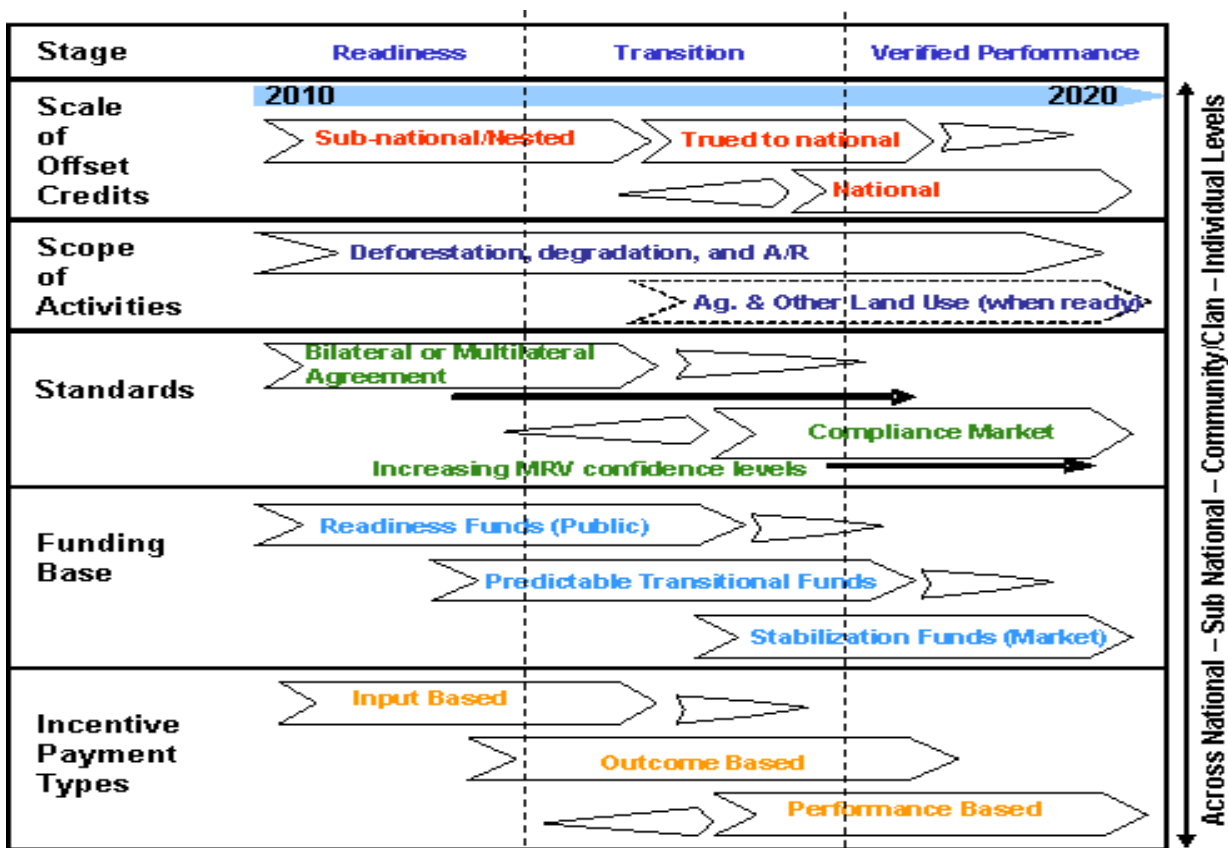 Stage
Readiness
Transition
Verified Performance
Scale
of
Offset
Credits
2010
2020
Sub-national/Nested
Trued to national
National
Scope
of
Activities
Deforestation, degradation, and A/R
Ag. & Other Land Use (when ready)
Standards
Bilateral or Multilateral
Agreement
Compliance Market
Increasing MRV confidence levels
Funding
Base
Readiness Funds (Public)
Predictable Transitional Funds
Stabilization Funds (Market)
Incentive
Payment
Types
Input Based
Outcome Based
Performance Based
Across National – Sub National – Community/Clan – Individual Levels